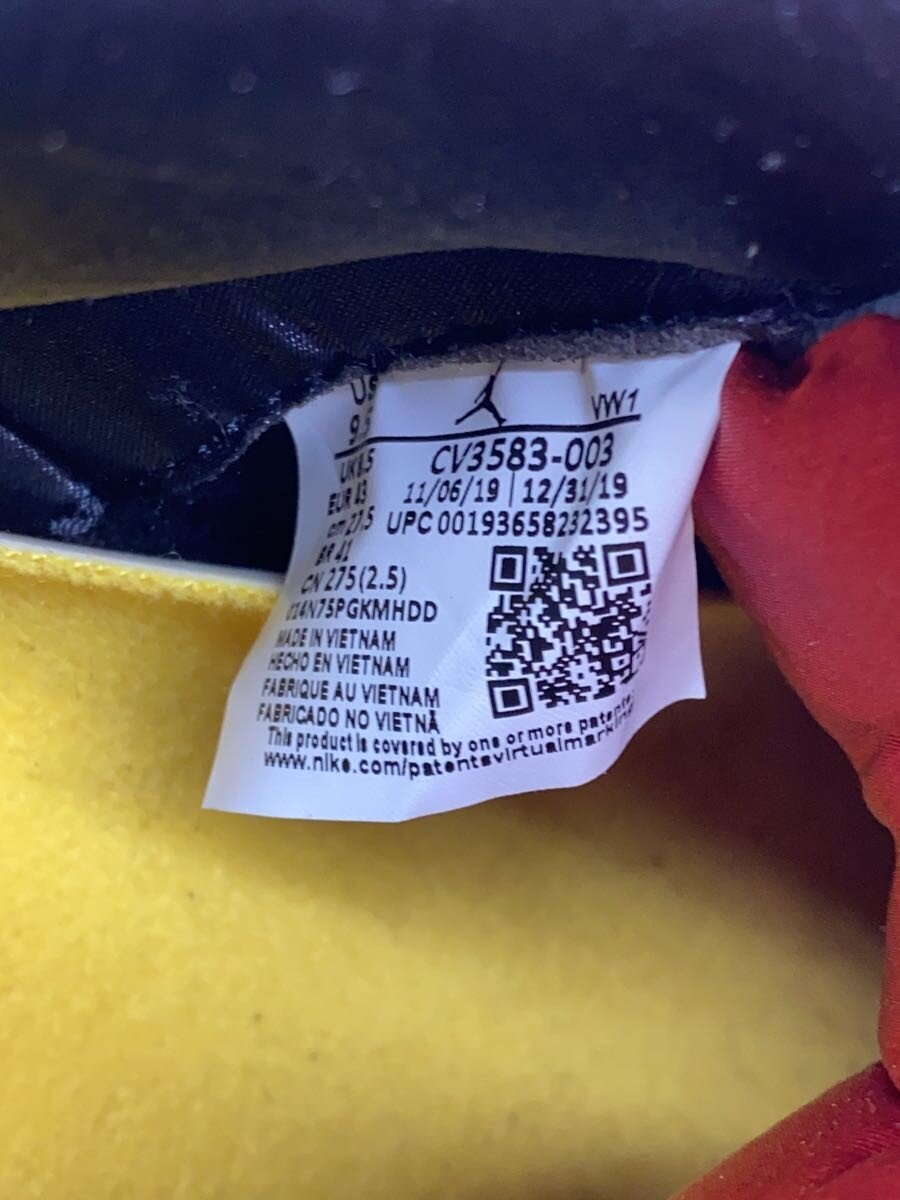 US
VW1
9.5
CV3583-003
UK 8.5
11/06/19 | 12/31/19
EUR 43
cm 27.5
UPC 00193658232395
BR 41
CN 275(2.5)
MADE IN VIETNAM
HECHO EN VIETNAM
FABRIQUE AU VIETNAM
FABRICADO NO VIETNÃ
This product is covered by one or more patents
www.nike.com/patentsvirtualmarking